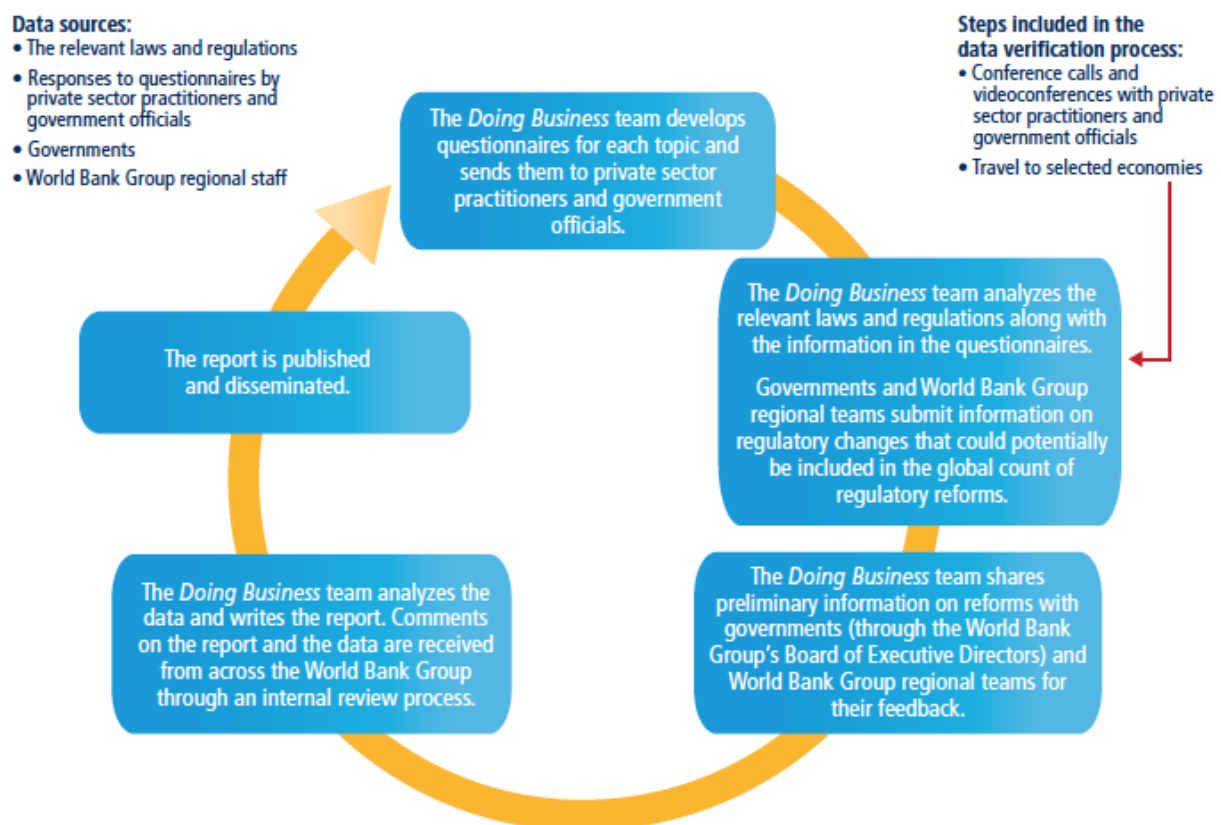 Data sources:
• The relevant laws and regulations
• Responses to questionnaires by
private sector practitioners and
government officials
• Governments
• World Bank Group regional staff
Steps included in the
data verification process:
• Conference calls and
videoconferences with private
sector practitioners and
government officials
• Travel to selected economies
The Doing Business team develops
questionnaires for each topic and
sends them to private sector
practitioners and government
officials.
The Doing Business team analyzes the
relevant laws and regulations along with
the information in the questionnaires.
Governments and World Bank Group
regional teams submit information on
regulatory changes that could potentially
be included in the global count of
regulatory reforms.
The Doing Business team shares
preliminary information on reforms with
governments (through the World Bank
Group's Board of Executive Directors) and
World Bank Group regional teams for
their feedback.
The Doing Business team analyzes the
data and writes the report. Comments
on the report and the data are received
from across the World Bank Group
through an internal review process.
The report is published
and disseminated.